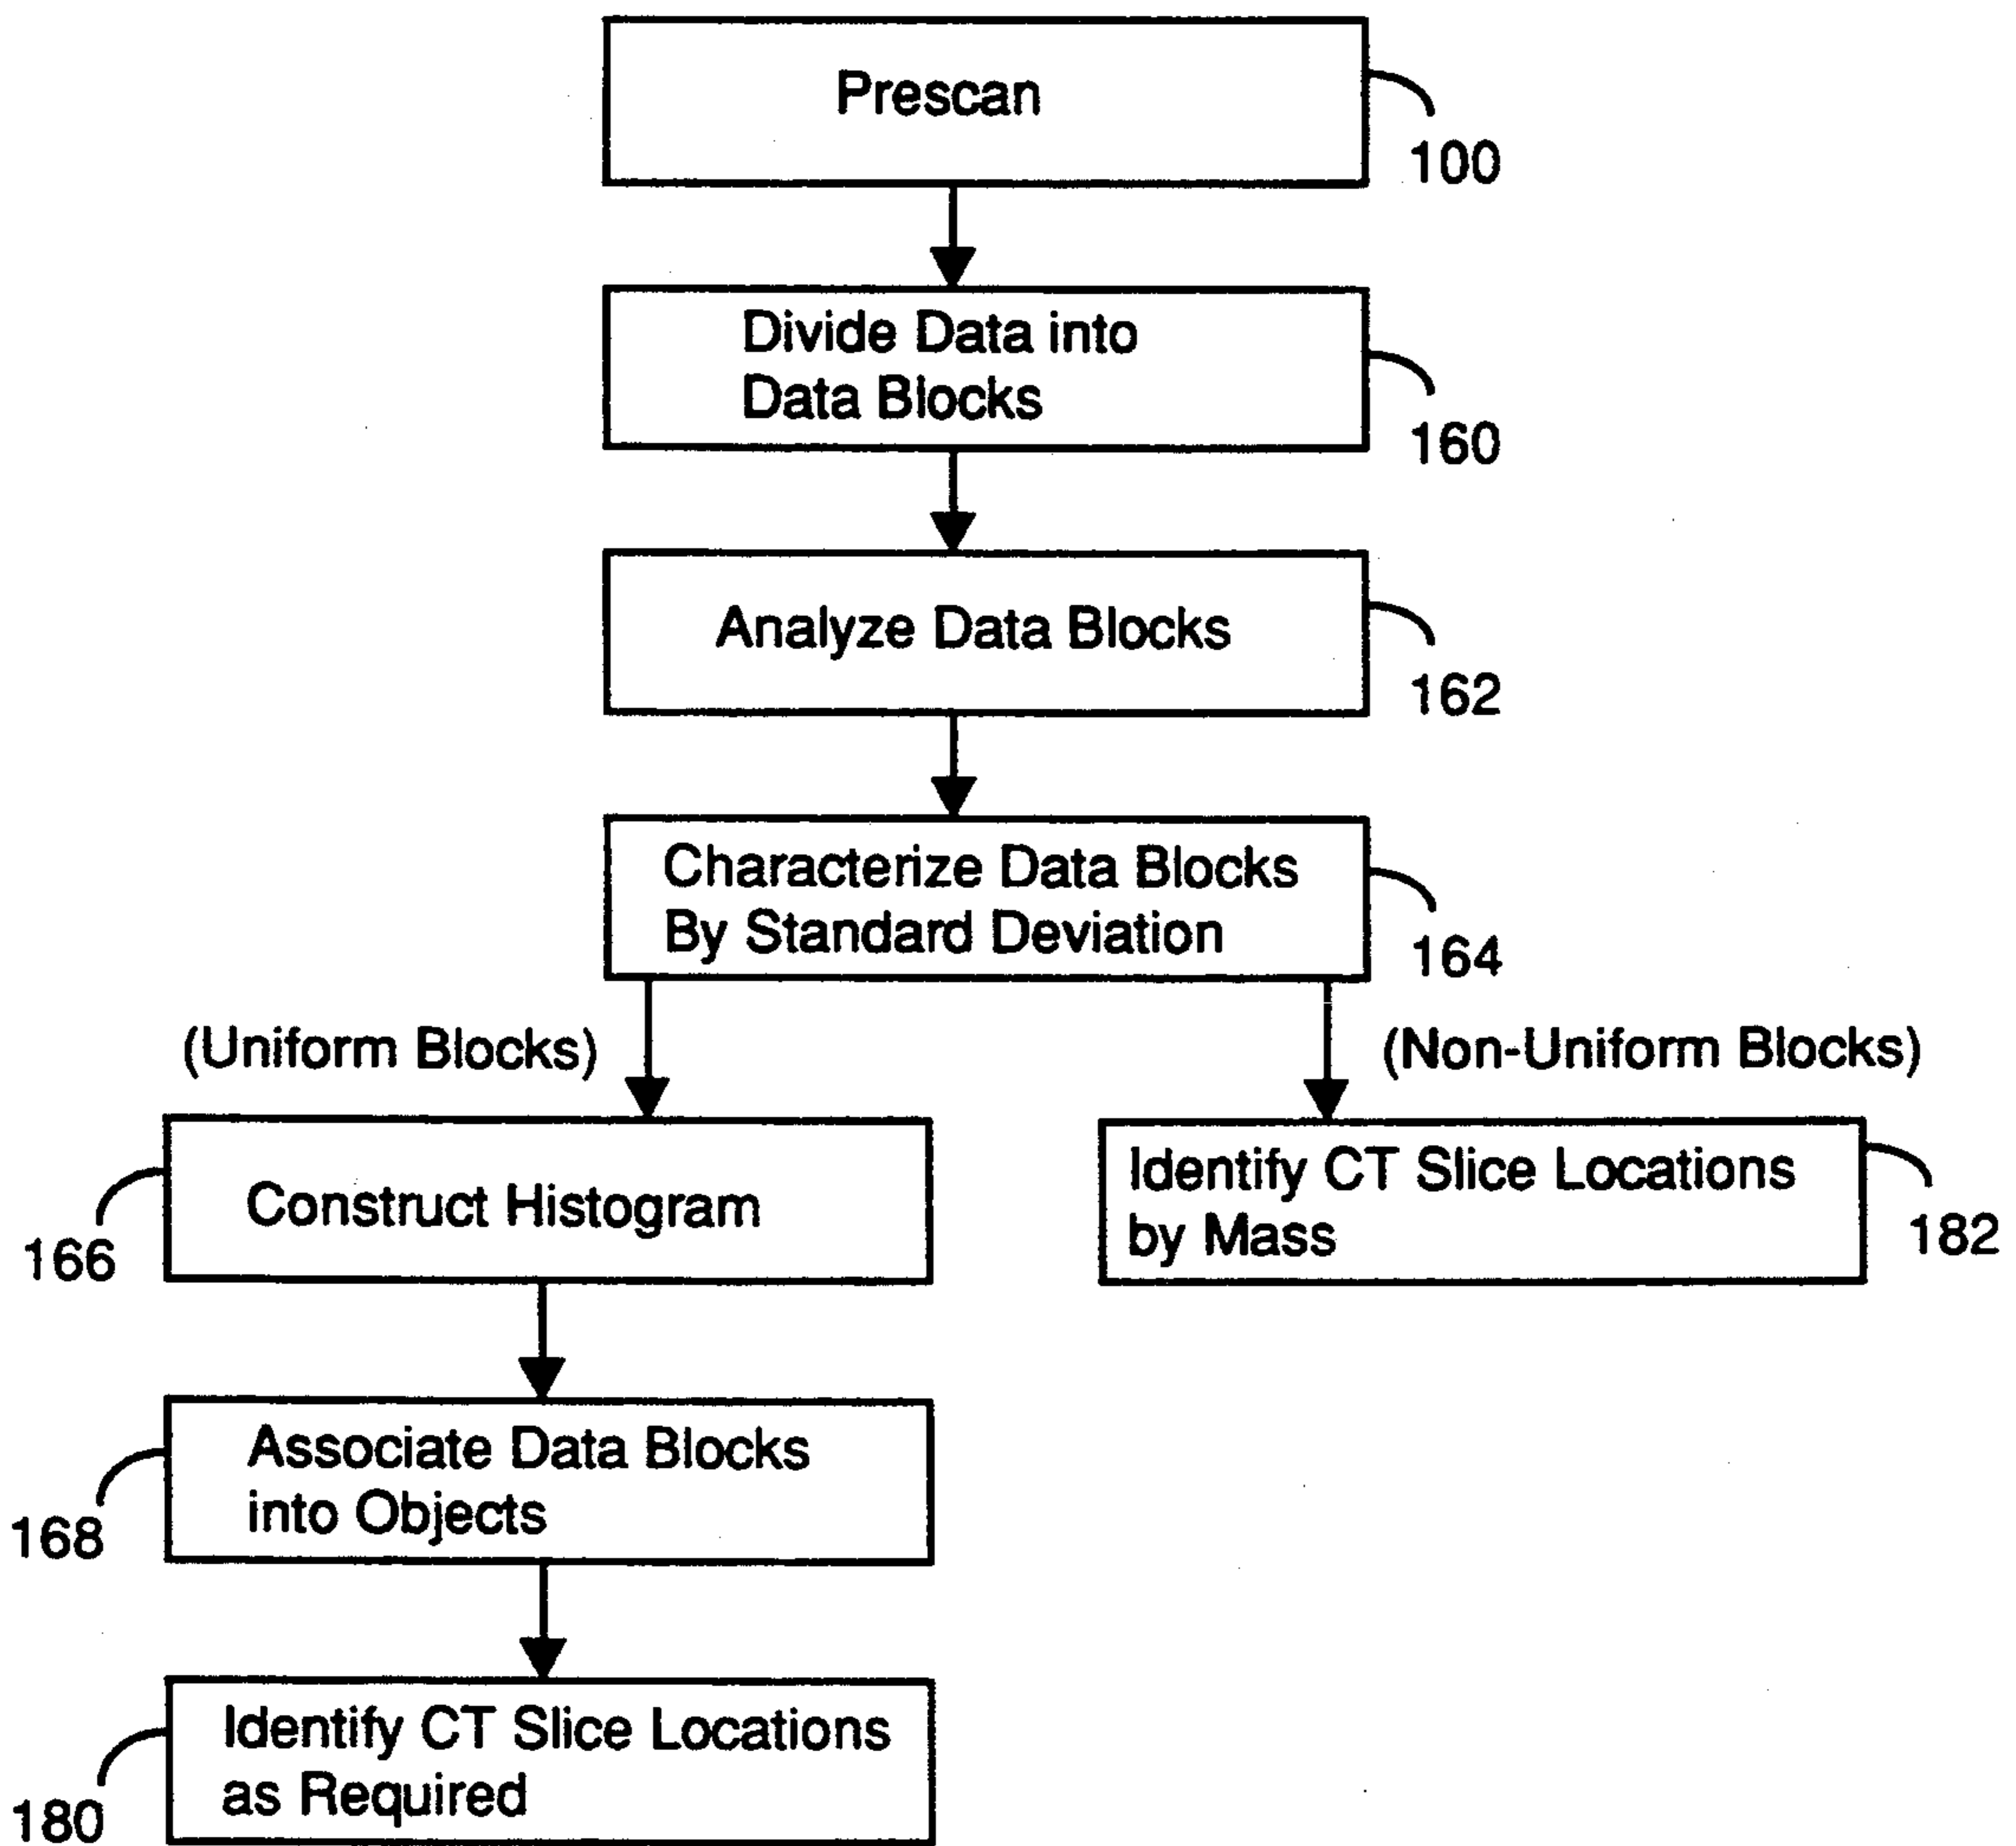 Prescan
100
Divide Data into
Data Blocks
160
Analyze Data Blocks
162
Characterize Data Blocks
By Standard Deviation
164
(Uniform Blocks)
(Non-Uniform Blocks)
Construct Histogram
166
Identify CT Slice Locations
by Mass
182
Associate Data Blocks
into Objects
168
Identify CT Slice Locations
as Required
180